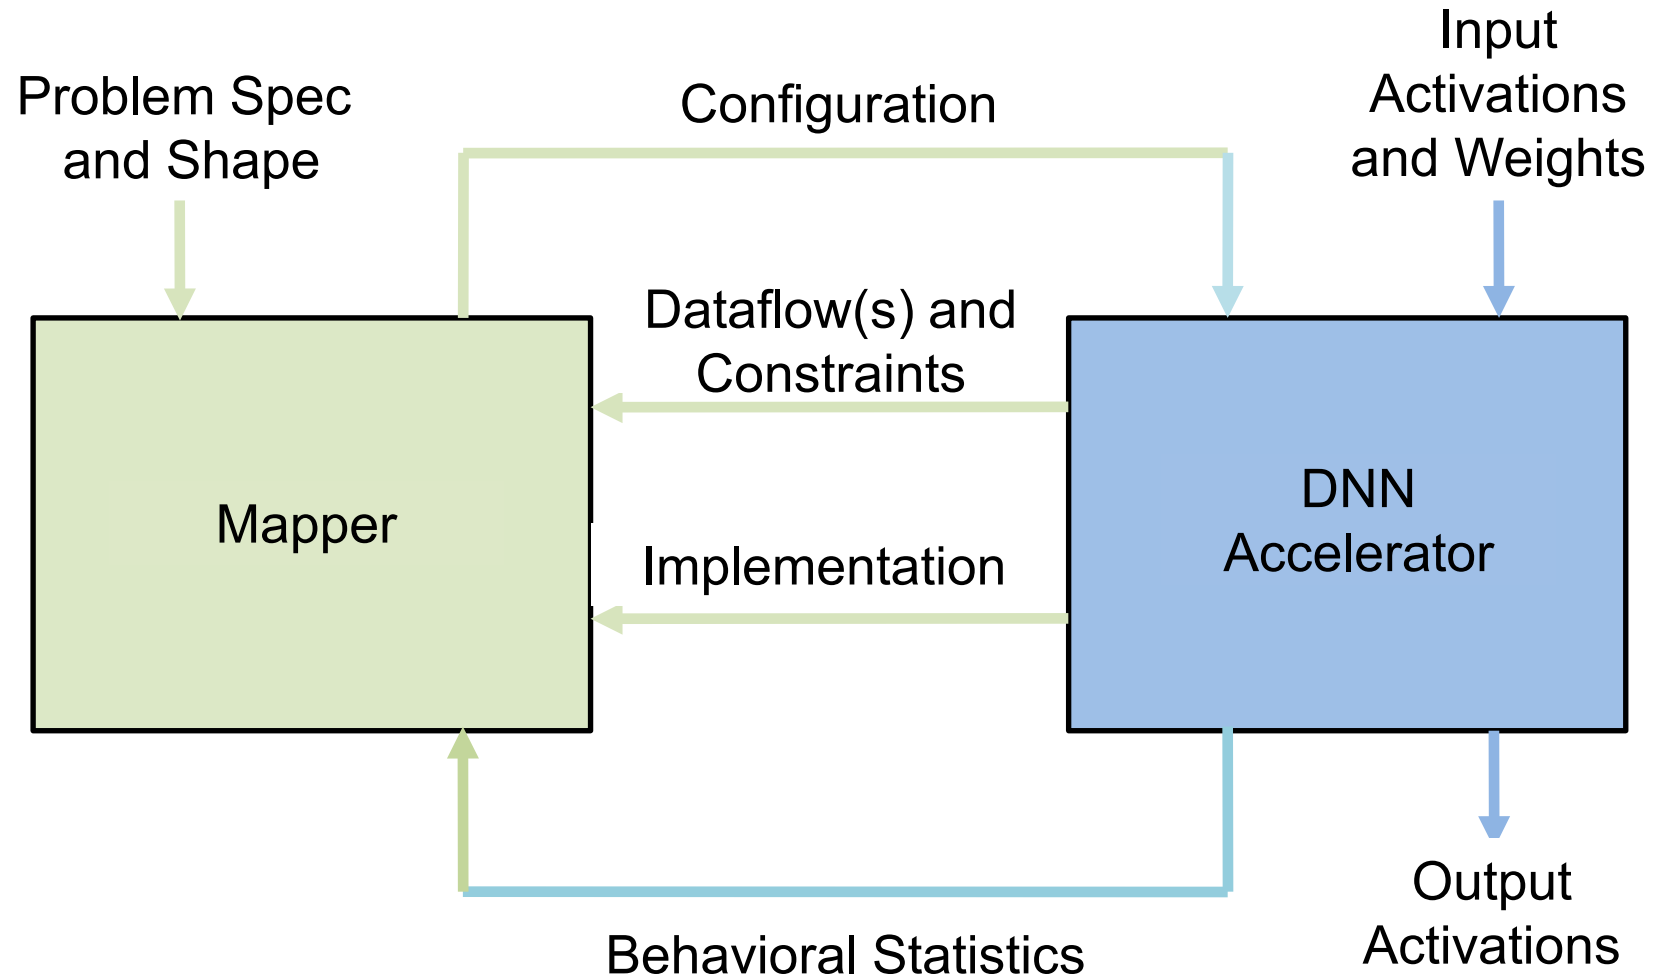 Problem Spec
and Shape
Configuration
Input
Activations
and Weights
Dataflow(s) and
Constraints
Mapper
Implementation
DNN
Accelerator
Behavioral Statistics
Output
Activations